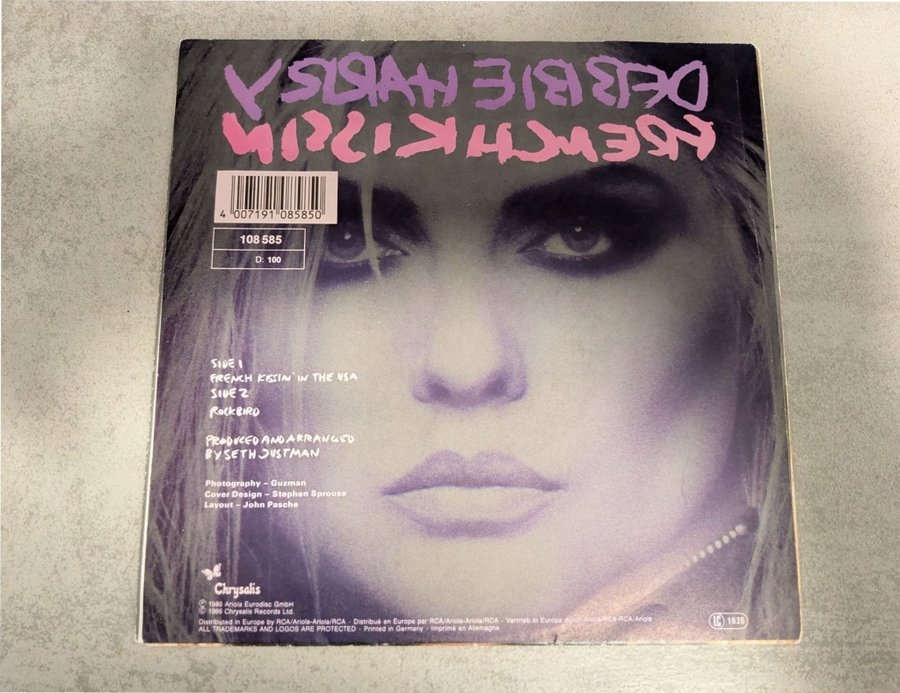 DEBBIE HARRY
FRENCH KISSIN
4 007191 085850
108 585
D: 100
SIDE 1
FRENCH KISSIN' IN THE USA
SIDE 2
ROCKBIRD
PRODUCED AND ARRANGED
BY SETH JUSTMAN
Photography – Guzman
Cover Design – Stephen Sprouse
Layout – John Pasche
Chrysalis
Ⓟ 1986 Ariola Eurodisc GmbH
© 1986 Chrysalis Records Ltd.
Distributed in Europe by RCA/Ariola-Ariola/RCA · Distribué en Europe par RCA/Ariola-Ariola/RCA · Vertrieb in Europa durch Ariola/RCA-RCA/Ariola
ALL TRADEMARKS AND LOGOS ARE PROTECTED · Printed in Germany · Imprimé en Allemagne
LC 1626